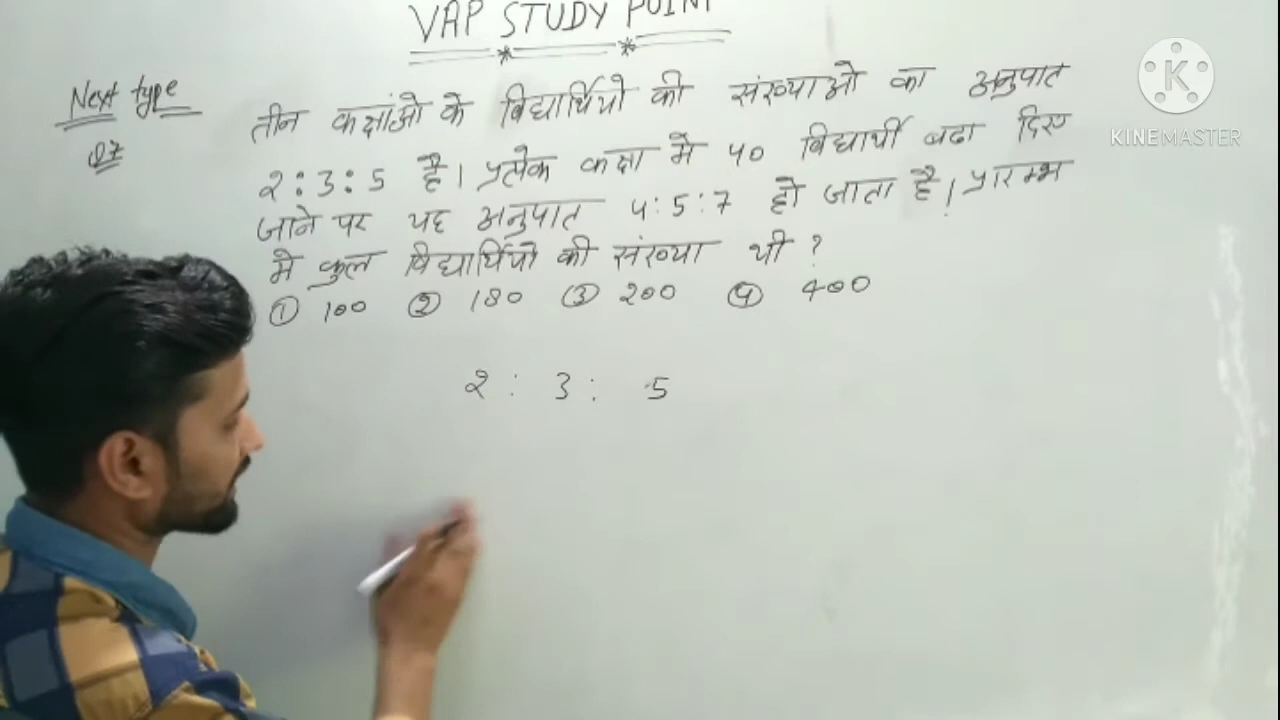 VAP STUDY POINT
Next type
Q7
तीन कक्षांओ के विद्यार्थियो की संख्याओ का अनुपात
2:3:5 है। प्रत्येक कक्षा मे 40 विद्यार्थी बढा दिए
जाने पर यह अनुपात 4:5:7 हो जाता है। प्रारम्भ
मे कुल विद्यार्थियो की संख्या थी ?
① 100 ② 180 ③ 200 ④ 400
2 : 3 : 5
K
KINEMASTER